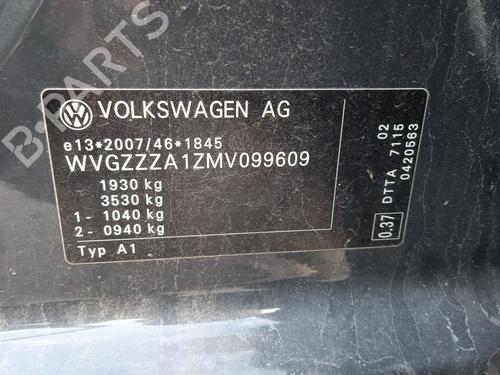 B-PARTS
VOLKSWAGEN AG
e13*2007/46*1845
WVGZZZA1ZMV099609
1930 kg
3530 kg
1- 1040 kg
2- 0940 kg
Typ A1
0.37 DTTA 7115 02
0420563